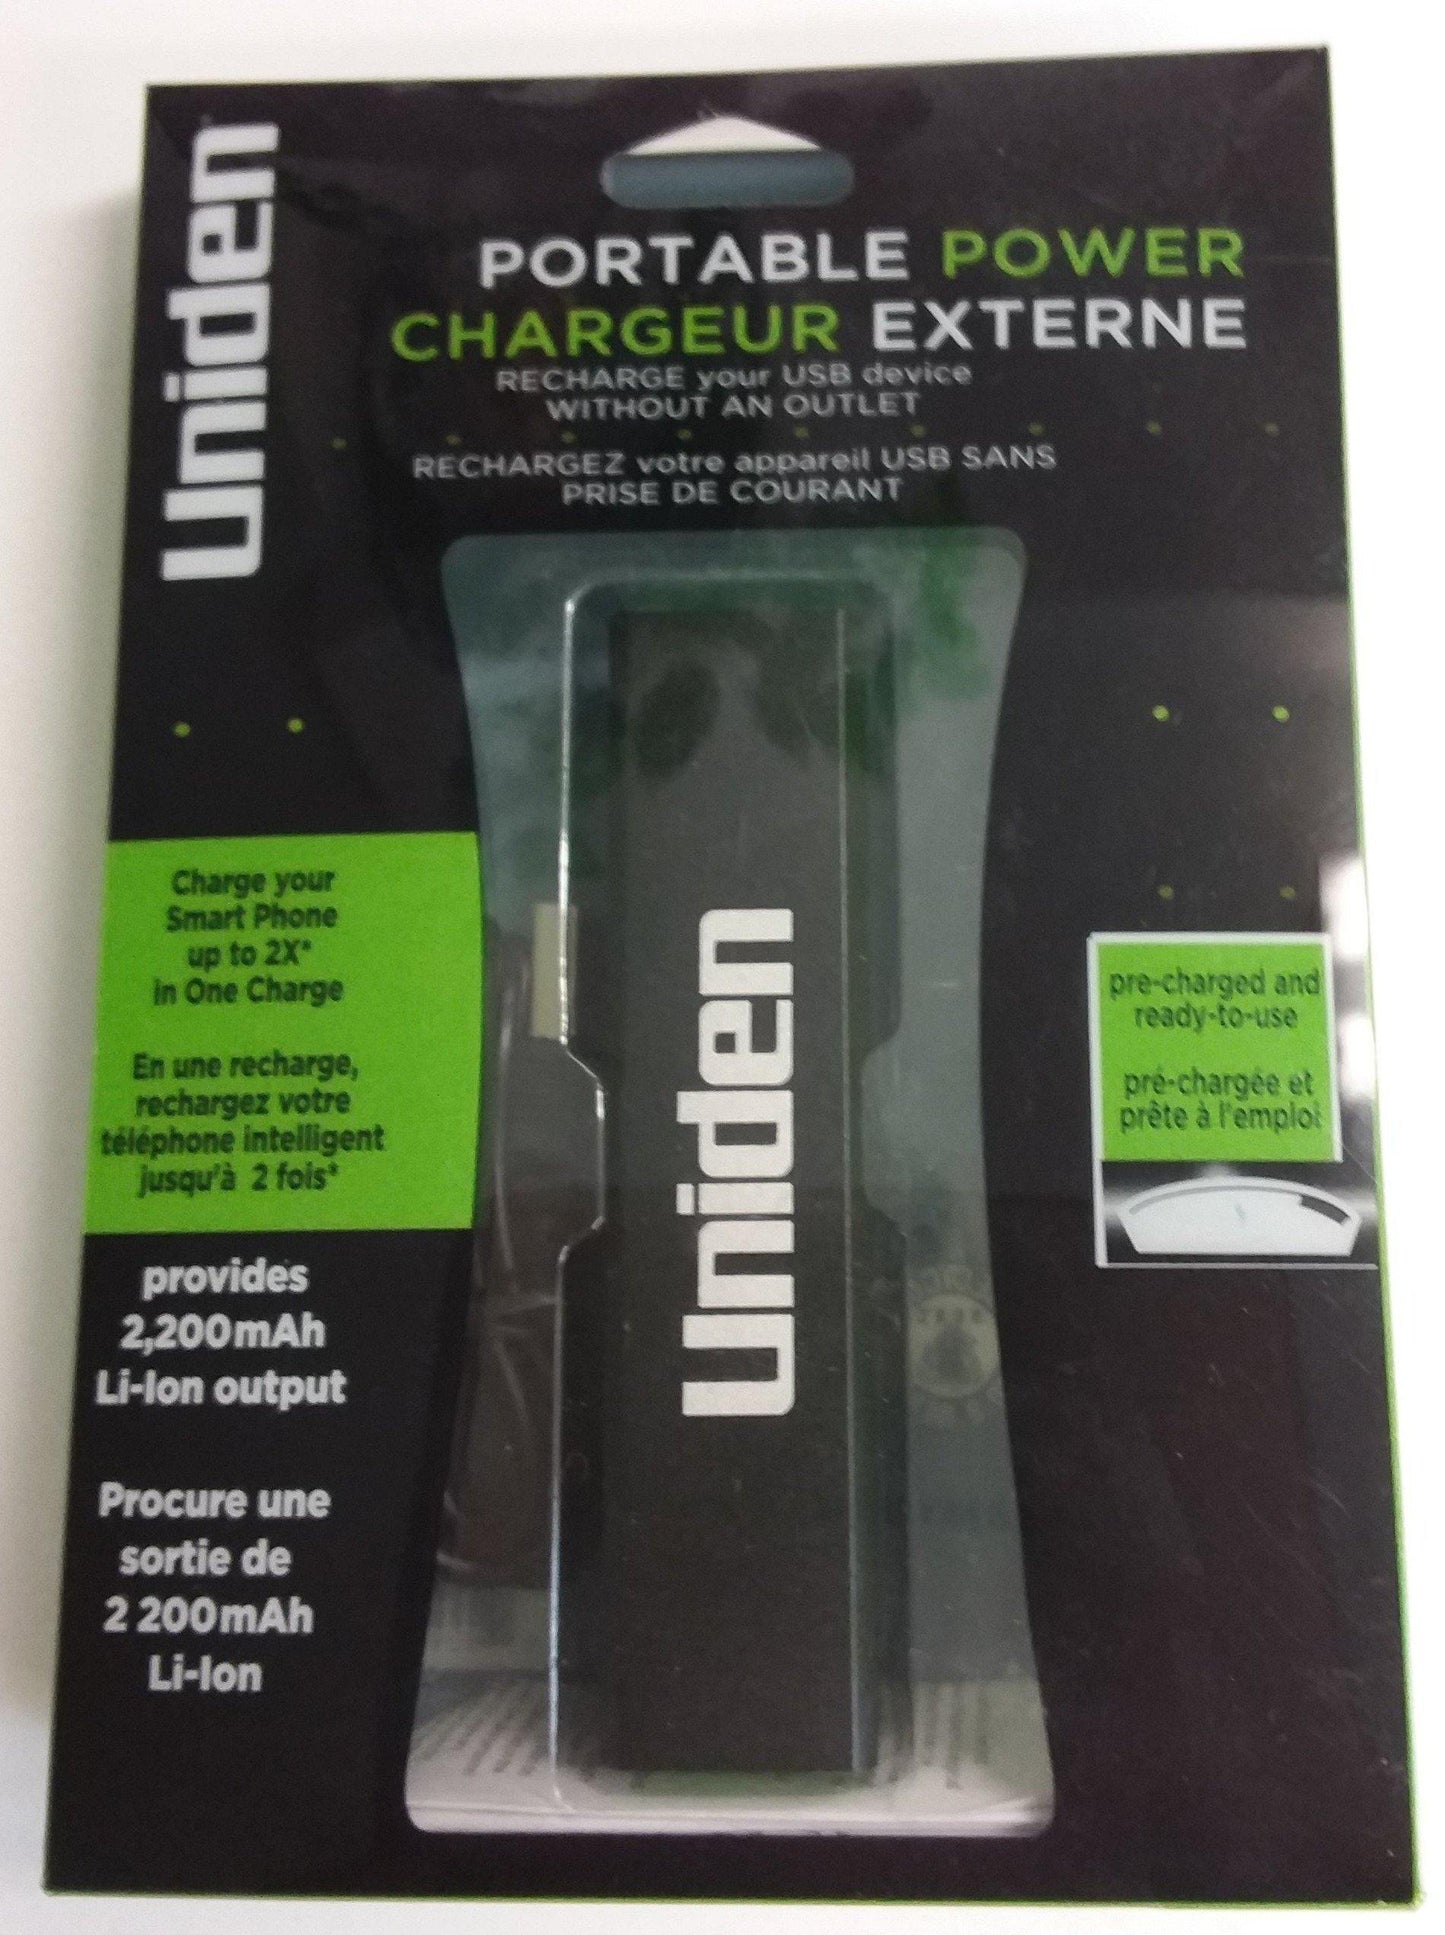 uniden
PORTABLE POWER
CHARGEUR EXTERNE
RECHARGE your USB device
WITHOUT AN OUTLET
RECHARGEZ votre appareil USB SANS
PRISE DE COURANT
Charge your
Smart Phone
up to 2X*
in One Charge
En une recharge,
rechargez votre
téléphone intelligent
jusqu'à 2 fois*
provides
2,200mAh
Li-Ion output
Procure une
sortie de
2 200mAh
Li-Ion
uniden
pre-charged and
ready-to-use
pré-chargée et
prête à l'emploi